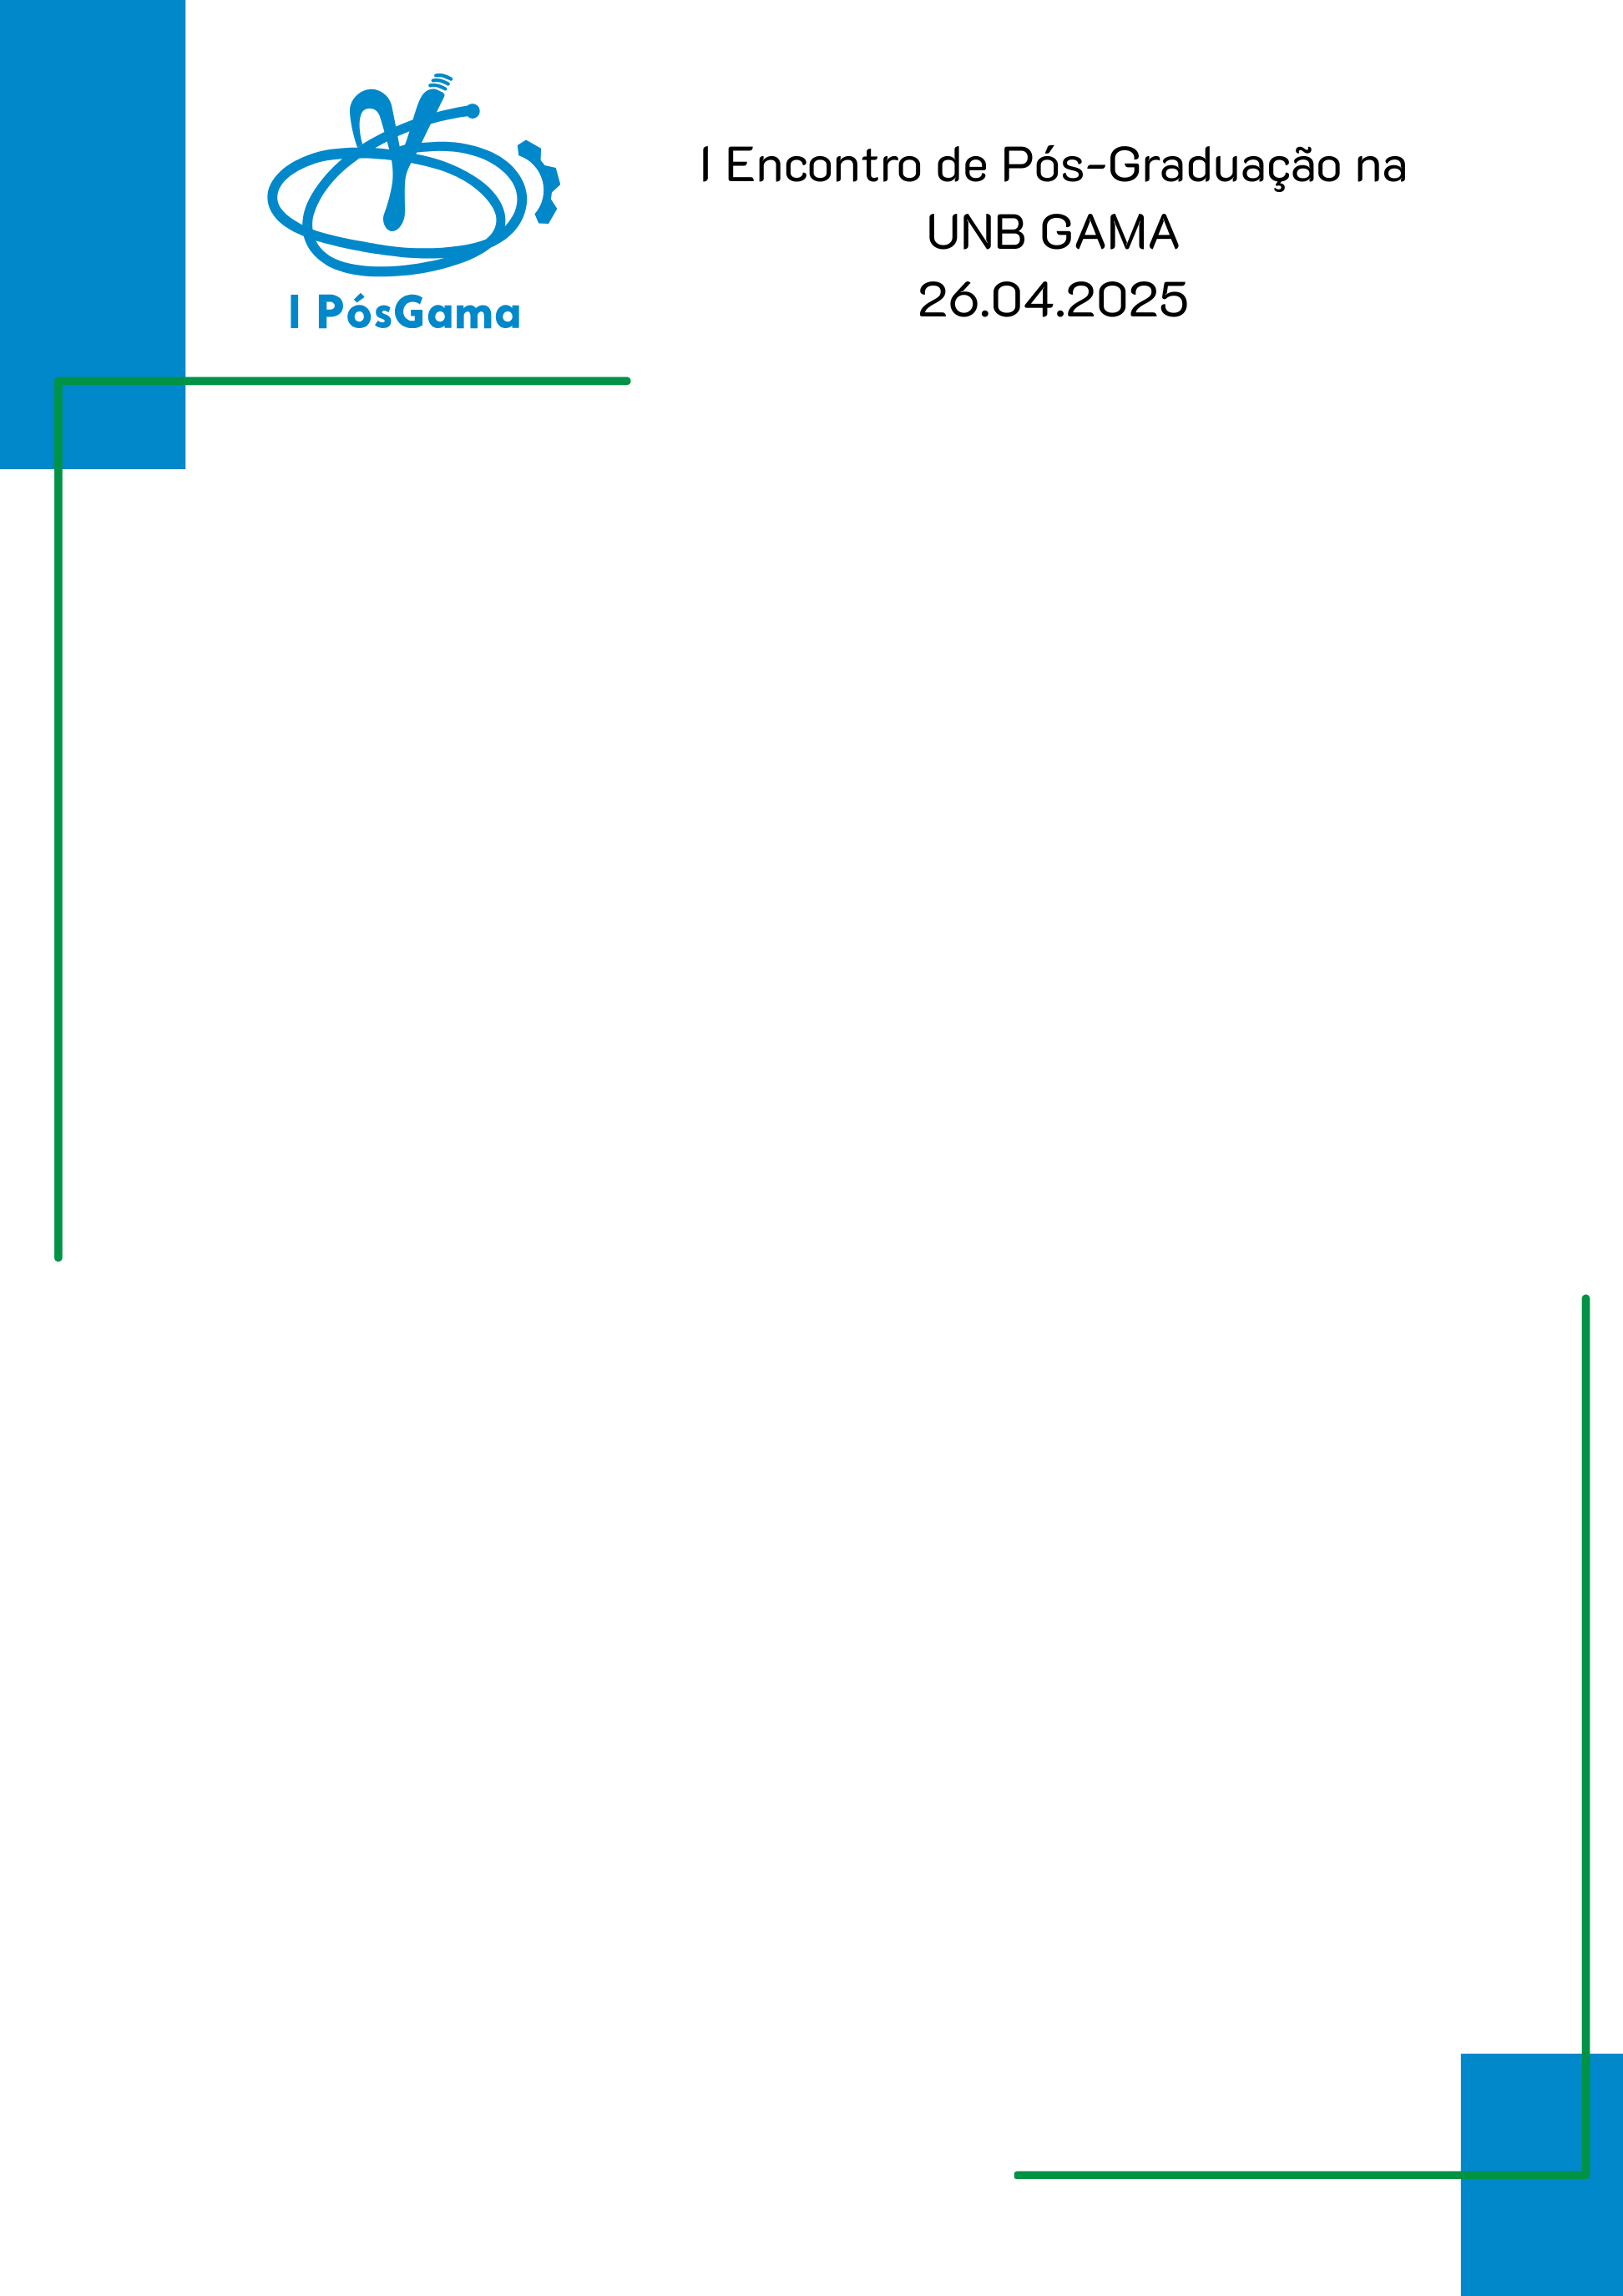 I Encontro de Pós-Graduação na
UNB GAMA
26.04.2025
I PósGama